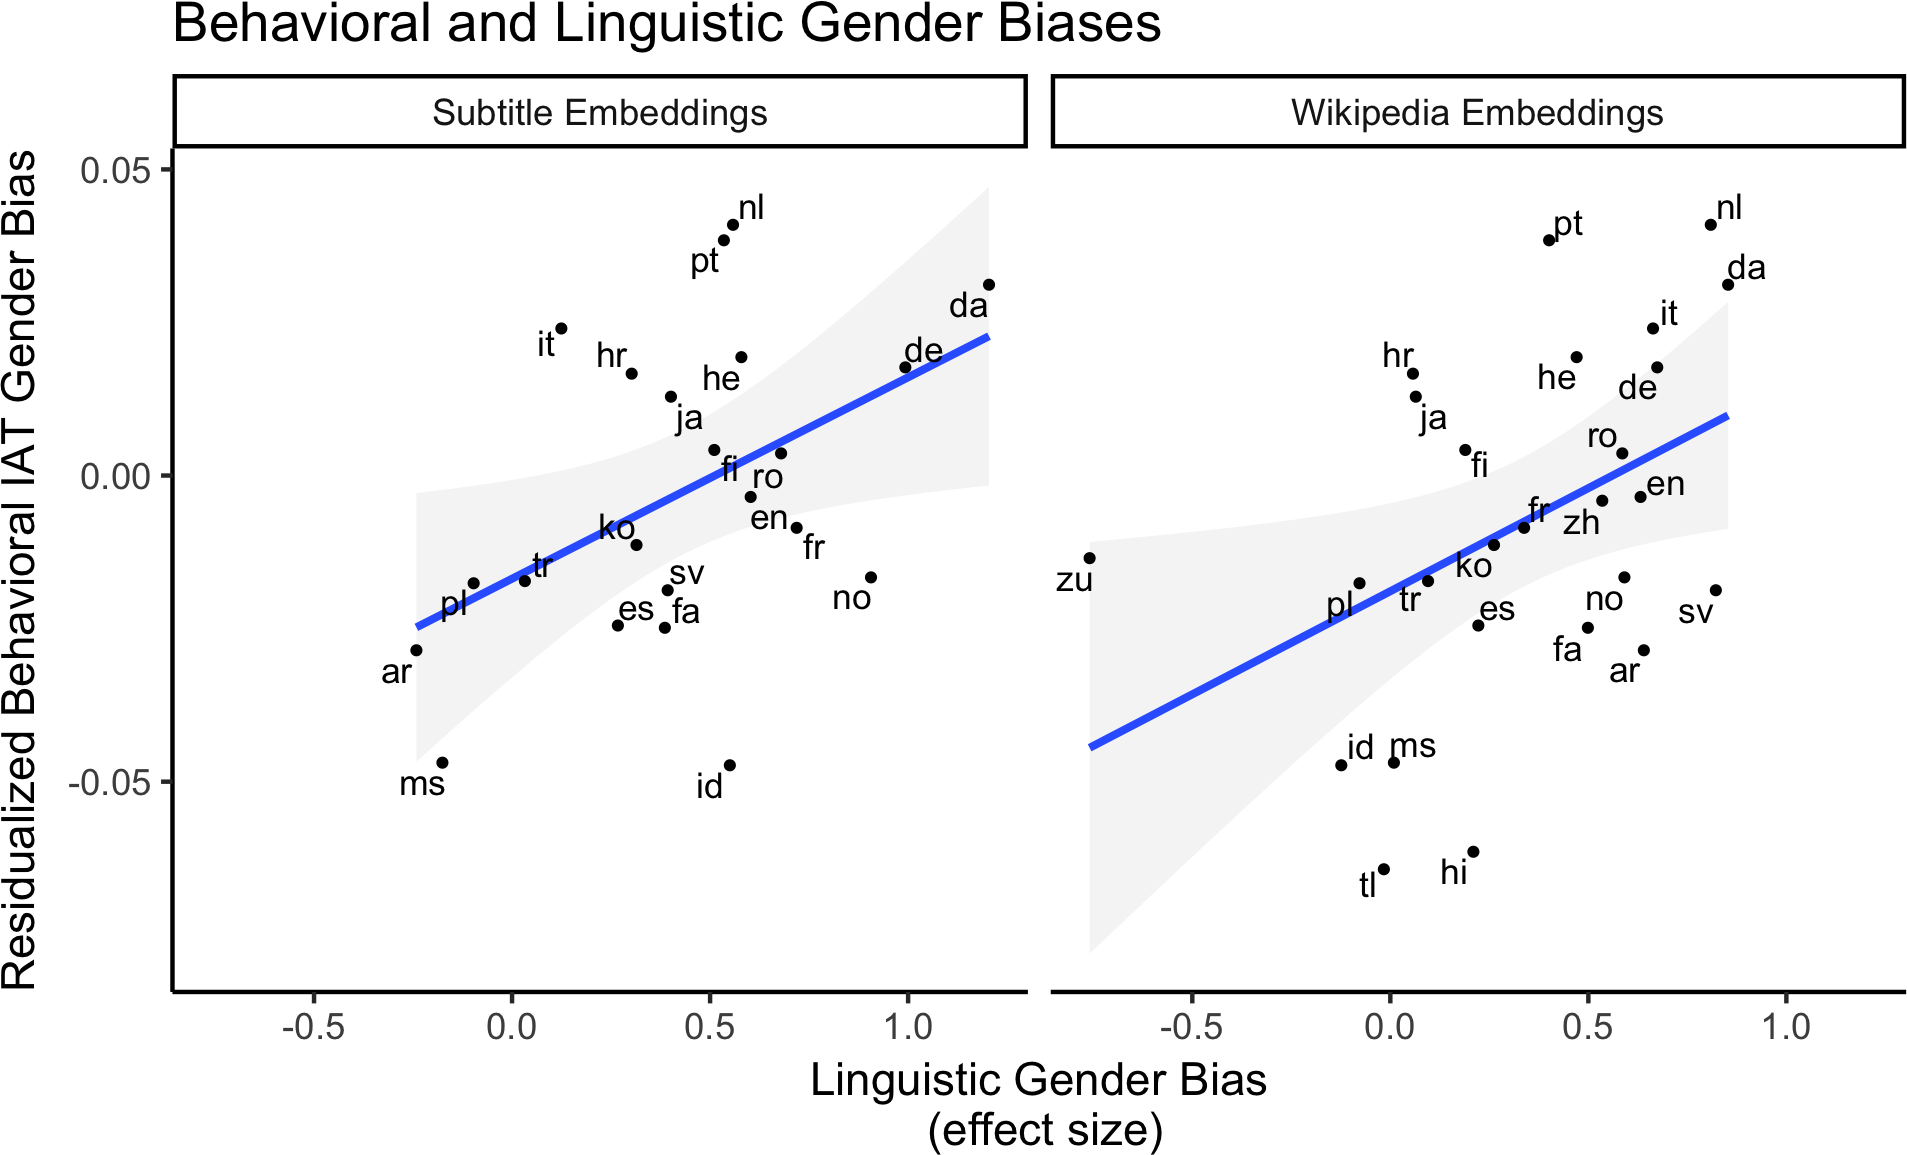 Behavioral and Linguistic Gender Biases
Subtitle Embeddings
Wikipedia Embeddings
Residualized Behavioral IAT Gender Bias
0.05
0.00
-0.05
nl
pt
da
it
hr
he
de
ja
fi
ro
en
ko
fr
tr
sv
pl
es
fa
no
ar
ms
id
pt
nl
da
it
hr
he
de
ja
ro
fi
en
fr
zh
ko
zu
pl
tr
es
no
sv
fa
ar
id
ms
tl
hi
-0.5
0.0
0.5
1.0
-0.5
0.0
0.5
1.0
Linguistic Gender Bias
(effect size)